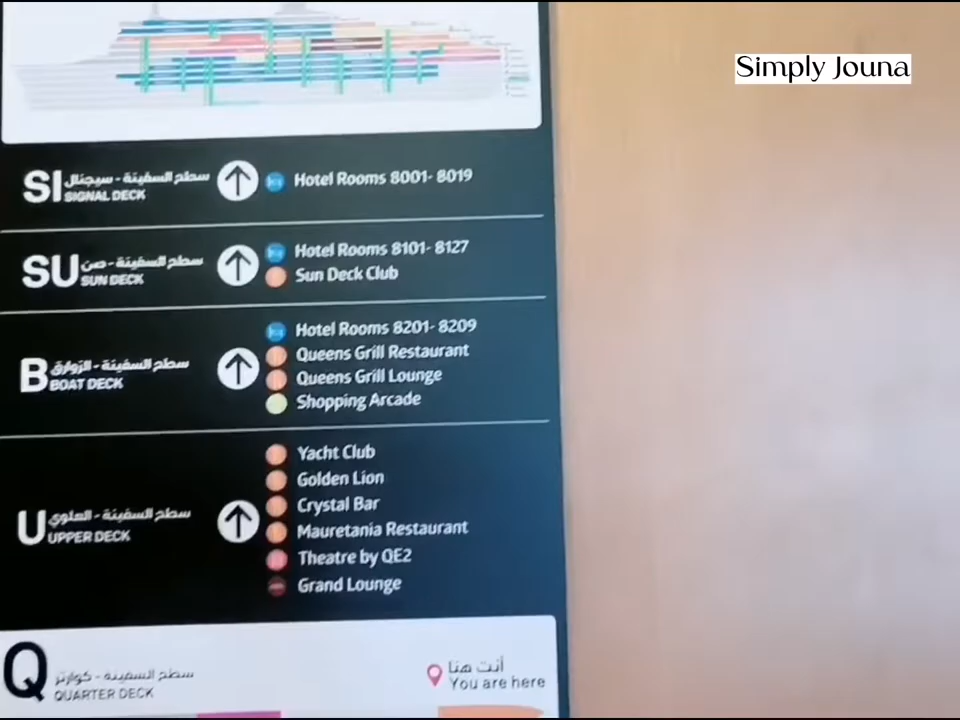 Simply Jouna
SI سطح السفينة - سيجنال
SIGNAL DECK
Hotel Rooms 8001- 8019
SU سطح السفينة - صن
SUN DECK
Hotel Rooms 8101- 8127
Sun Deck Club
B سطح السفينة - الزوارق
BOAT DECK
Hotel Rooms 8201- 8209
Queens Grill Restaurant
Queens Grill Lounge
Shopping Arcade
U سطح السفينة - العلوي
UPPER DECK
Yacht Club
Golden Lion
Crystal Bar
Mauretania Restaurant
Theatre by QE2
Grand Lounge
Q سطح السفينة - كوارتر
QUARTER DECK
أنت هنا
You are here